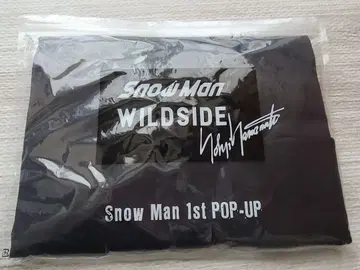 Snow Man
WILDSIDE
Yohji Yamamoto
Snow Man 1st POP-UP